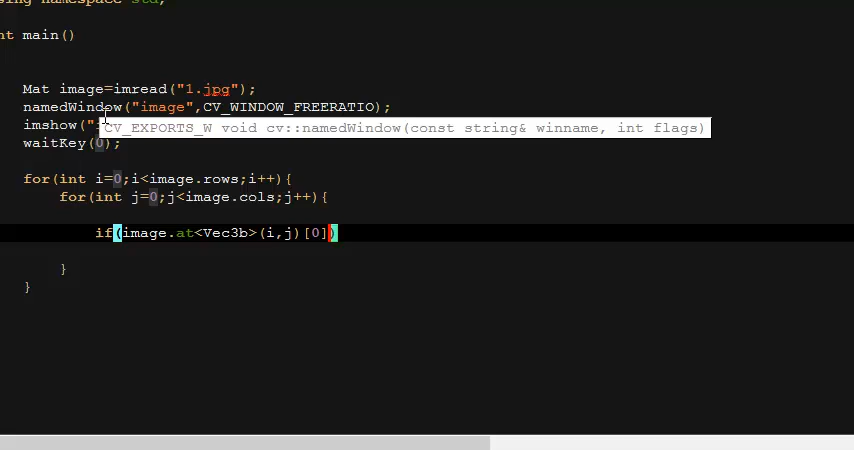 sing namespace std;
nt main()
Mat image=imread("1.jpg");
namedWindow("image",CV_WINDOW_FREERATIO);
imshow("
CV_EXPORTS_W void cv::namedWindow(const string& winname, int flags)
waitKey(0);
for(int i=0;i<image.rows;i++){
for(int j=0;j<image.cols;j++){
if(image.at<Vec3b>(i,j)[0])
}
}